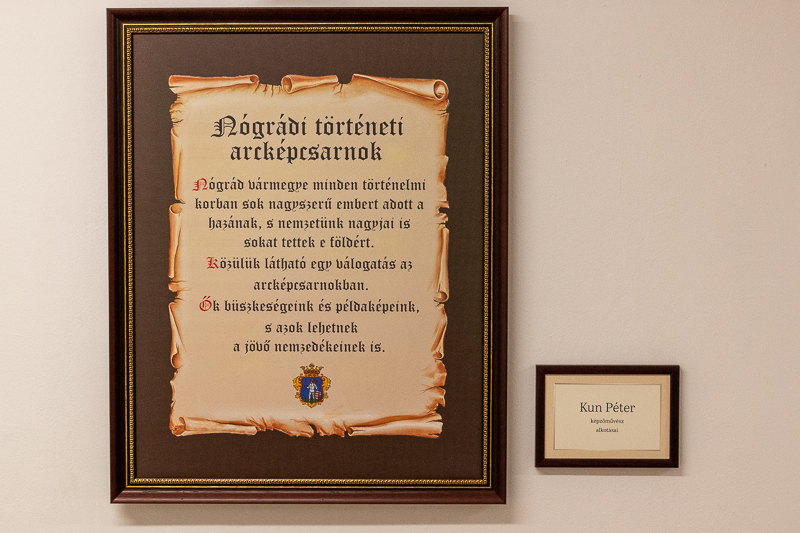 Nógrádi történeti
arcképcsarnok
Nógrád vármegye minden történelmi
korban sok nagyszerű embert adott a
hazának, s nemzetünk nagyjai is
sokat tettek e földért.
Közülük látható egy válogatás az
arcképcsarnokban.
Ők büszkeségeink és példaképeink,
s azok lehetnek
a jövő nemzedékeinek is.
Kun Péter
képzőművész
alkotásai